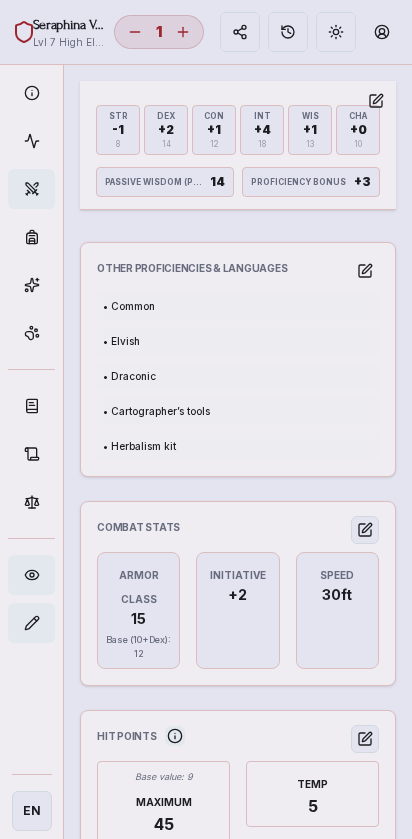 Seraphina V...
Lvl 7 High El...
1
STR DEX CON INT WIS CHA
-1 +2 +1 +4 +1 +0
8 14 12 18 13 10
PASSIVE WISDOM (P... 14 PROFICIENCY BONUS +3
OTHER PROFICIENCIES & LANGUAGES
• Common
• Elvish
• Draconic
• Cartographer's tools
• Herbalism kit
COMBAT STATS
ARMOR CLASS
15
Base (10+Dex): 12
INITIATIVE
+2
SPEED
30ft
HIT POINTS
Base value: 9
MAXIMUM
45
TEMP
5
EN